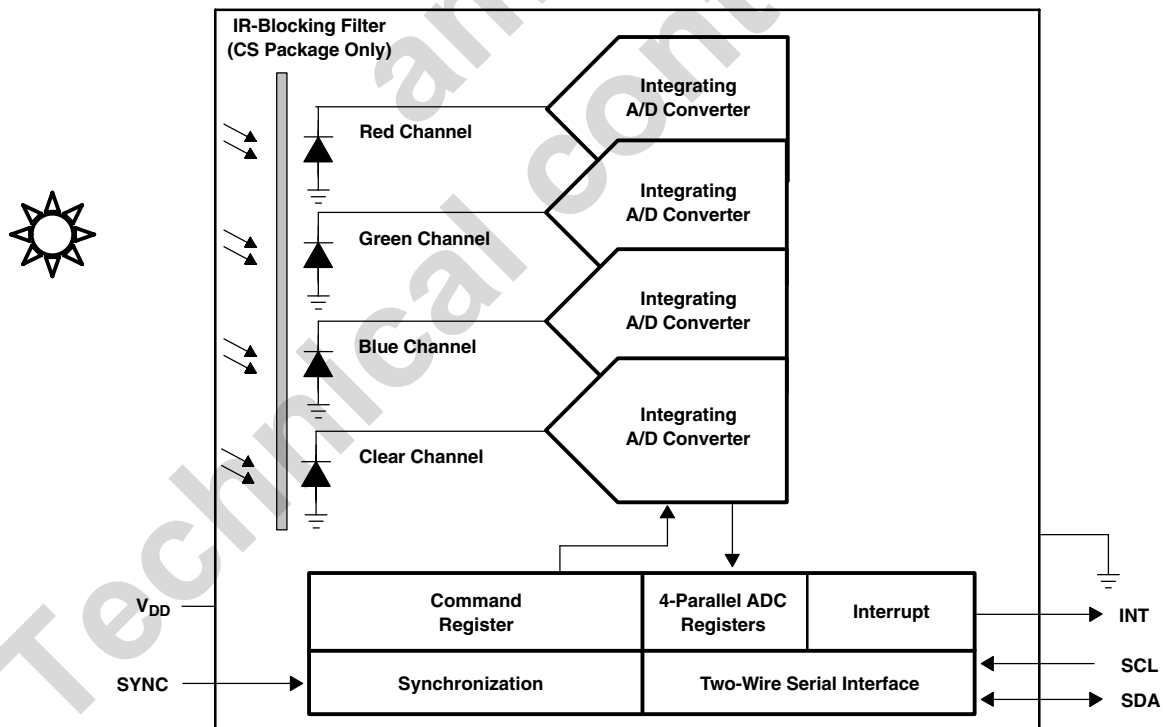 IR-Blocking Filter
(CS Package Only)
Integrating
A/D Converter
Red Channel
Integrating
A/D Converter
Green Channel
Integrating
A/D Converter
Blue Channel
Integrating
A/D Converter
Clear Channel
VDD
Command
Register
4-Parallel ADC
Registers
Interrupt
INT
SYNC
Synchronization
Two-Wire Serial Interface
SCL
SDA
Technical cont
am